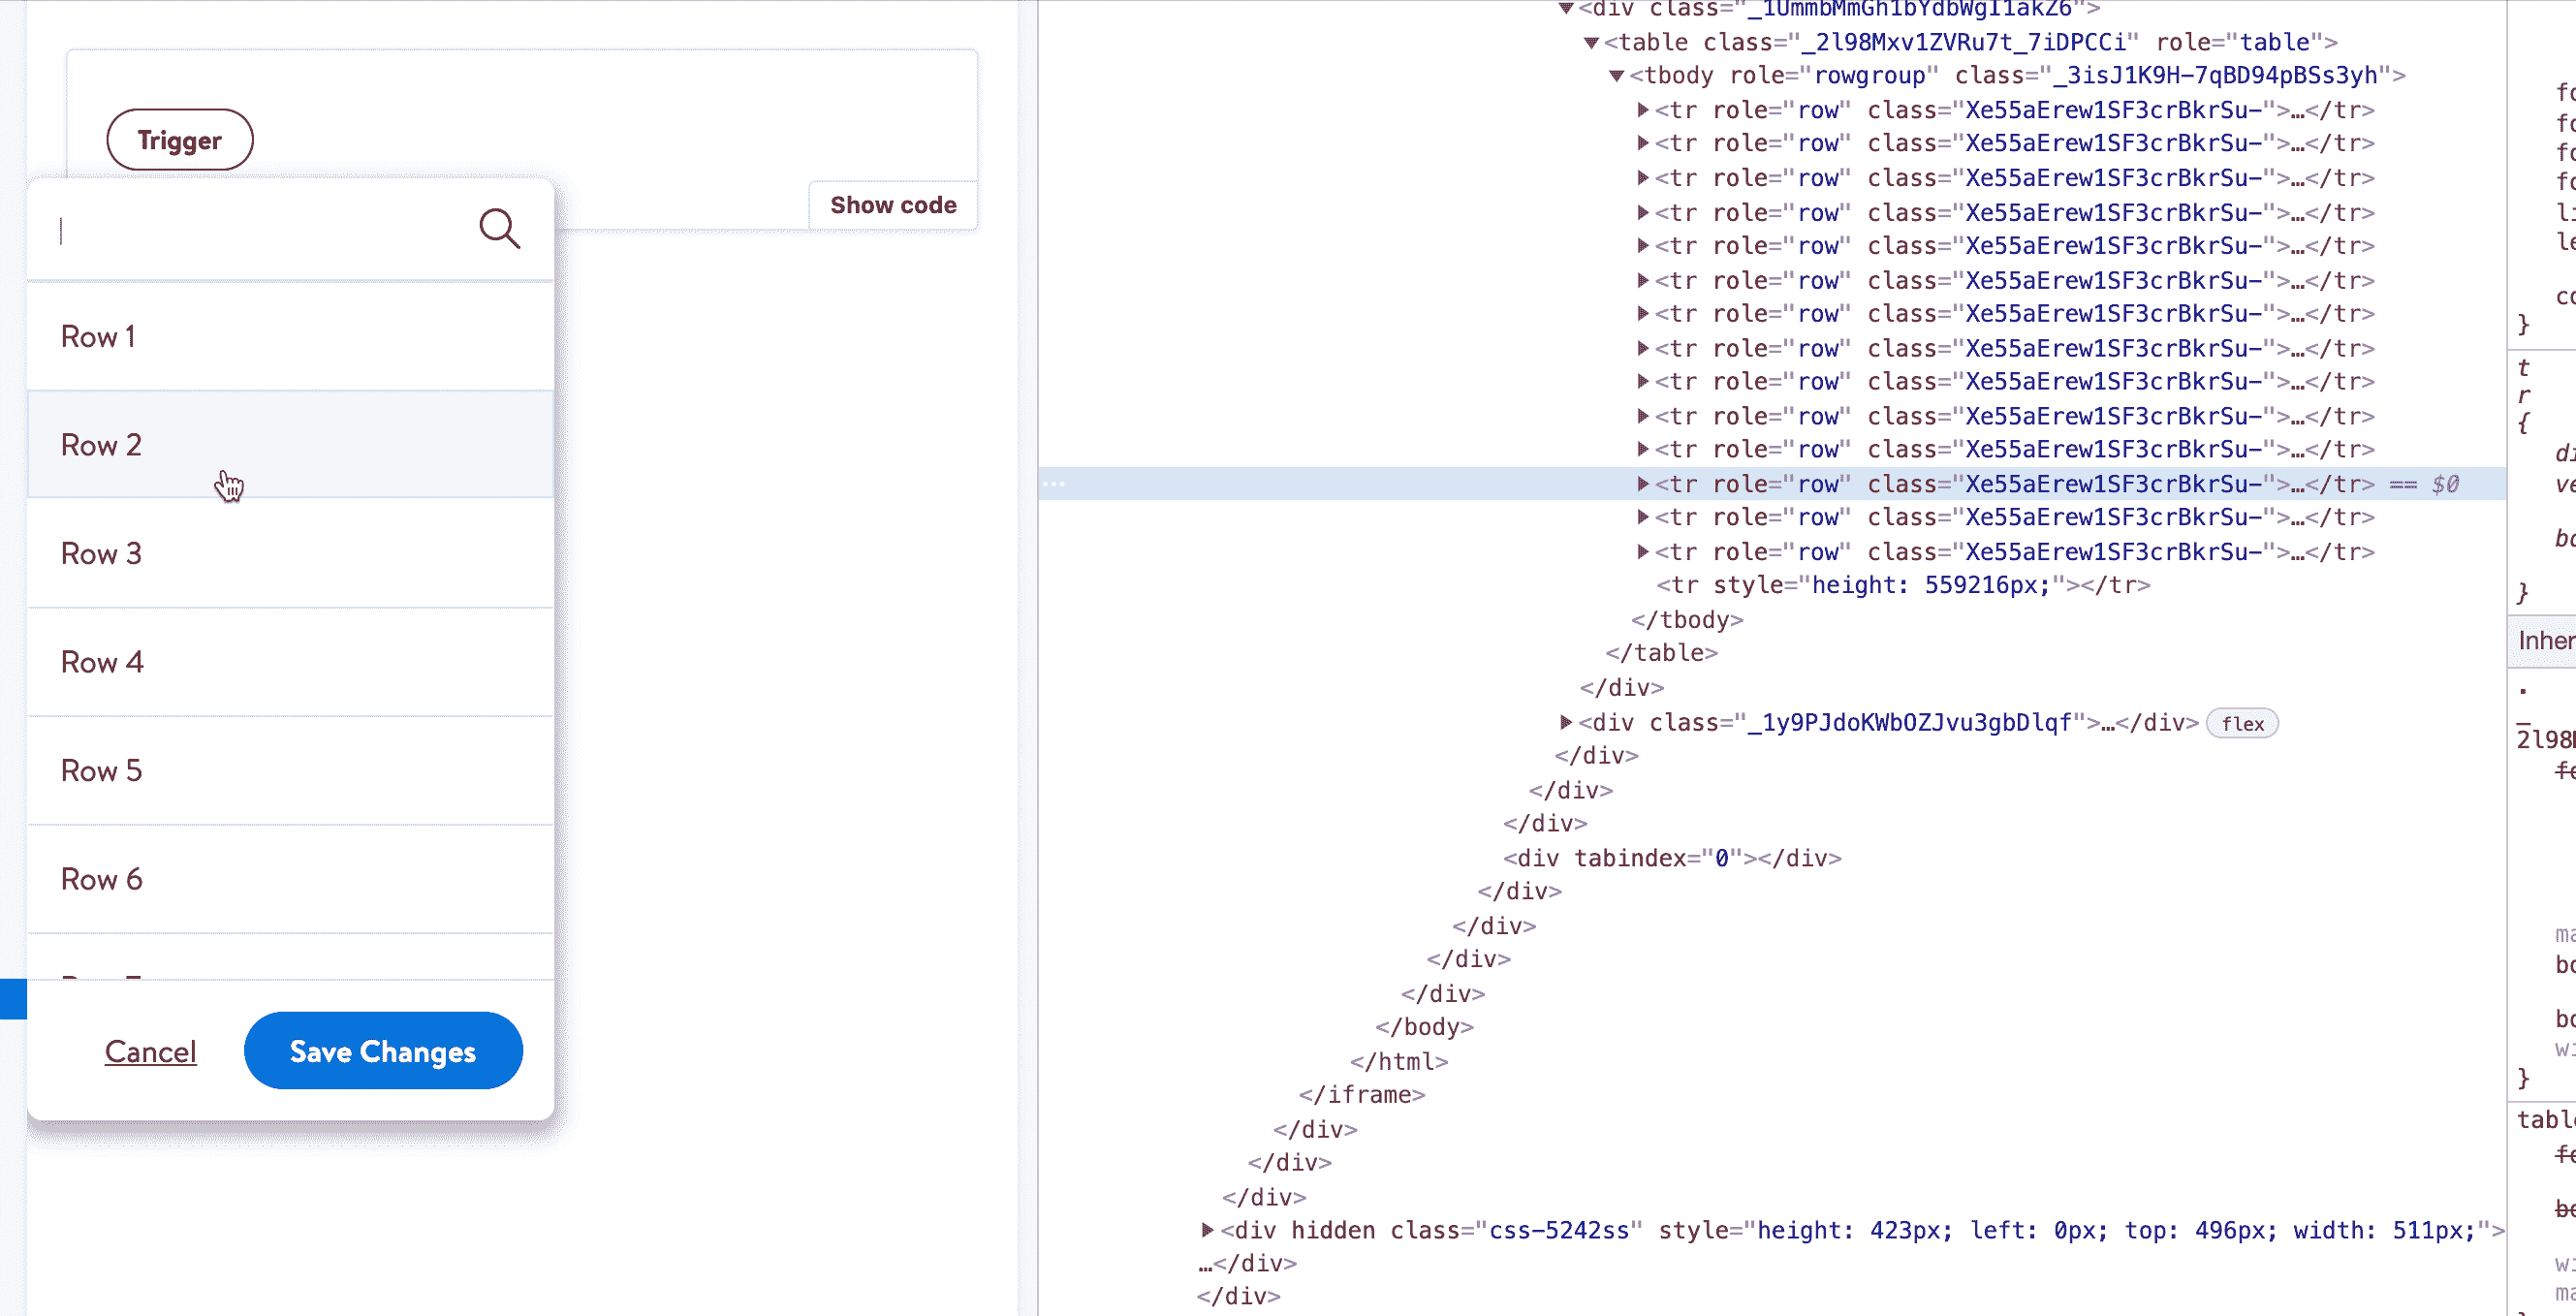 Trigger
Show code
Row 1
Row 2
Row 3
Row 4
Row 5
Row 6
Cancel
Save Changes
<div class="_1UmmbMmGh1bYdbWgI1akZ6">
<table class="_2l98Mxv1ZVRu7t_7iDPCCi" role="table">
<tbody role="rowgroup" class="_3isJ1K9H-7qBD94pBSs3yh">
<tr role="row" class="Xe55aErew1SF3crBkrSu-">…</tr>
<tr role="row" class="Xe55aErew1SF3crBkrSu-">…</tr>
<tr role="row" class="Xe55aErew1SF3crBkrSu-">…</tr>
<tr role="row" class="Xe55aErew1SF3crBkrSu-">…</tr>
<tr role="row" class="Xe55aErew1SF3crBkrSu-">…</tr>
<tr role="row" class="Xe55aErew1SF3crBkrSu-">…</tr>
<tr role="row" class="Xe55aErew1SF3crBkrSu-">…</tr>
<tr role="row" class="Xe55aErew1SF3crBkrSu-">…</tr>
<tr role="row" class="Xe55aErew1SF3crBkrSu-">…</tr>
<tr role="row" class="Xe55aErew1SF3crBkrSu-">…</tr>
<tr role="row" class="Xe55aErew1SF3crBkrSu-">…</tr>
<tr role="row" class="Xe55aErew1SF3crBkrSu-">…</tr> == $0
<tr role="row" class="Xe55aErew1SF3crBkrSu-">…</tr>
<tr role="row" class="Xe55aErew1SF3crBkrSu-">…</tr>
<tr style="height: 559216px;"></tr>
</tbody>
</table>
</div>
<div class="_1y9PJdoKWbOZJvu3gbDlqf">…</div> flex
</div>
</div>
</div>
<div tabindex="0"></div>
</div>
</div>
</div>
</div>
</body>
</html>
</iframe>
</div>
</div>
</div>
<div hidden class="css-5242ss" style="height: 423px; left: 0px; top: 496px; width: 511px;">
…</div>
</div>
}
t
r
{
}
.
_
}